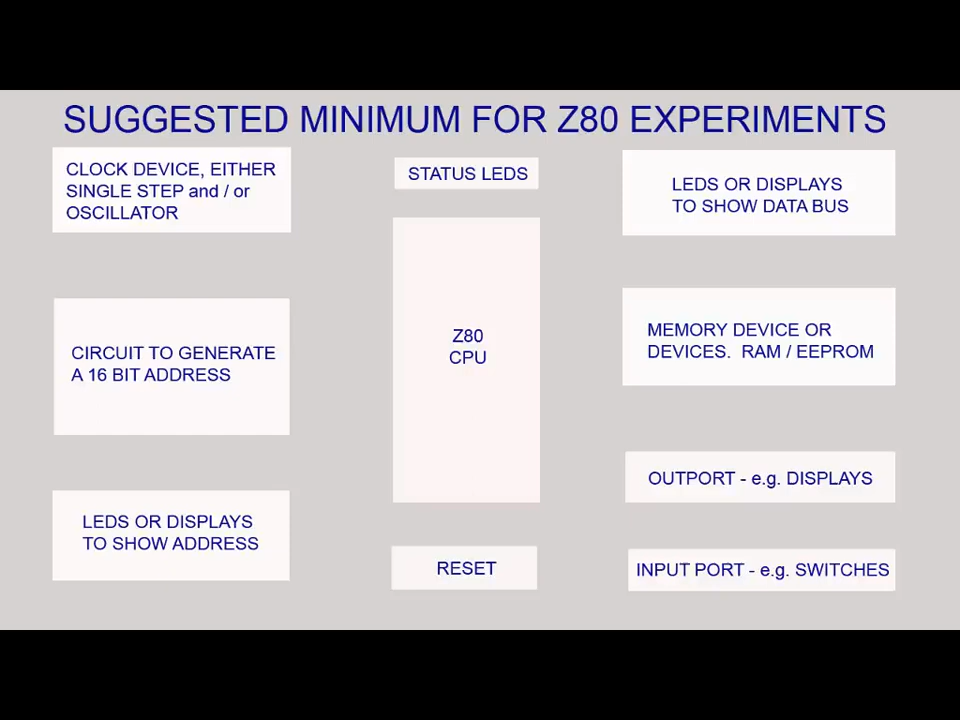 SUGGESTED MINIMUM FOR Z80 EXPERIMENTS
CLOCK DEVICE, EITHER
SINGLE STEP and / or
OSCILLATOR
CIRCUIT TO GENERATE
A 16 BIT ADDRESS
LEDS OR DISPLAYS
TO SHOW ADDRESS
STATUS LEDS
Z80
CPU
RESET
LEDS OR DISPLAYS
TO SHOW DATA BUS
MEMORY DEVICE OR
DEVICES. RAM / EEPROM
OUTPORT - e.g. DISPLAYS
INPUT PORT - e.g. SWITCHES